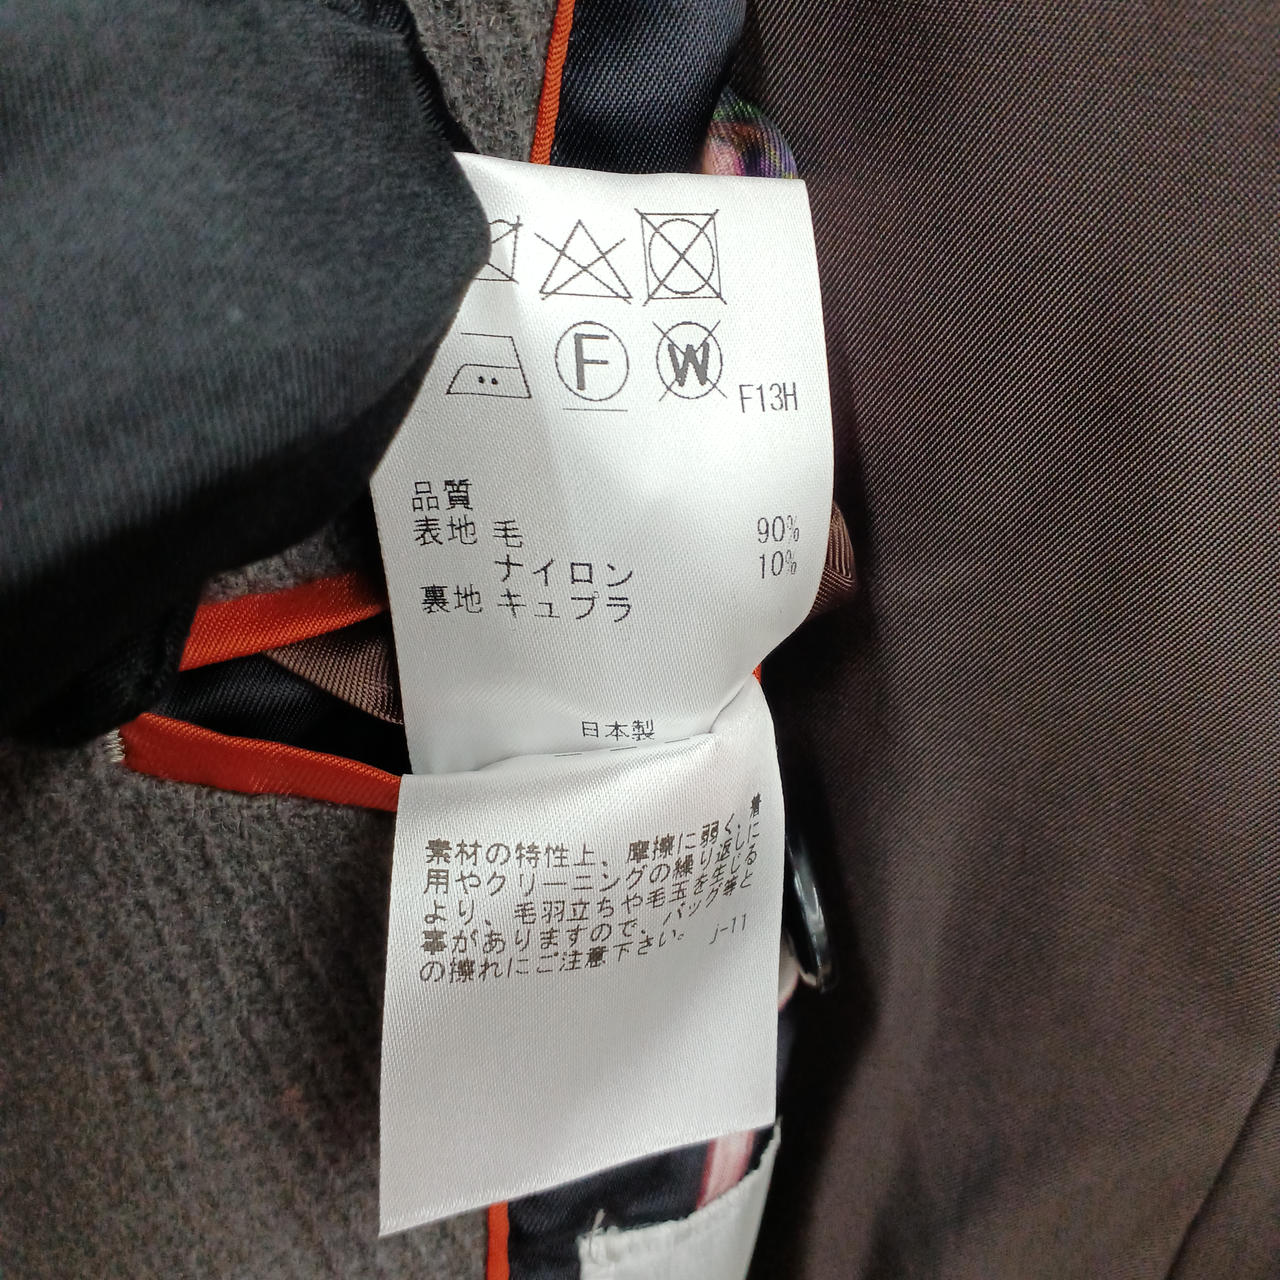 F
W
F13H
品質
表地 毛 90%
ナイロン 10%
裏地 キュプラ
日本製
素材の特性上、摩擦に弱く、着
用やクリーニングの繰り返しに
より、毛羽立ちや毛玉を生じる
事がありますので、バッグ等と
の擦れにご注意下さい。 j-11